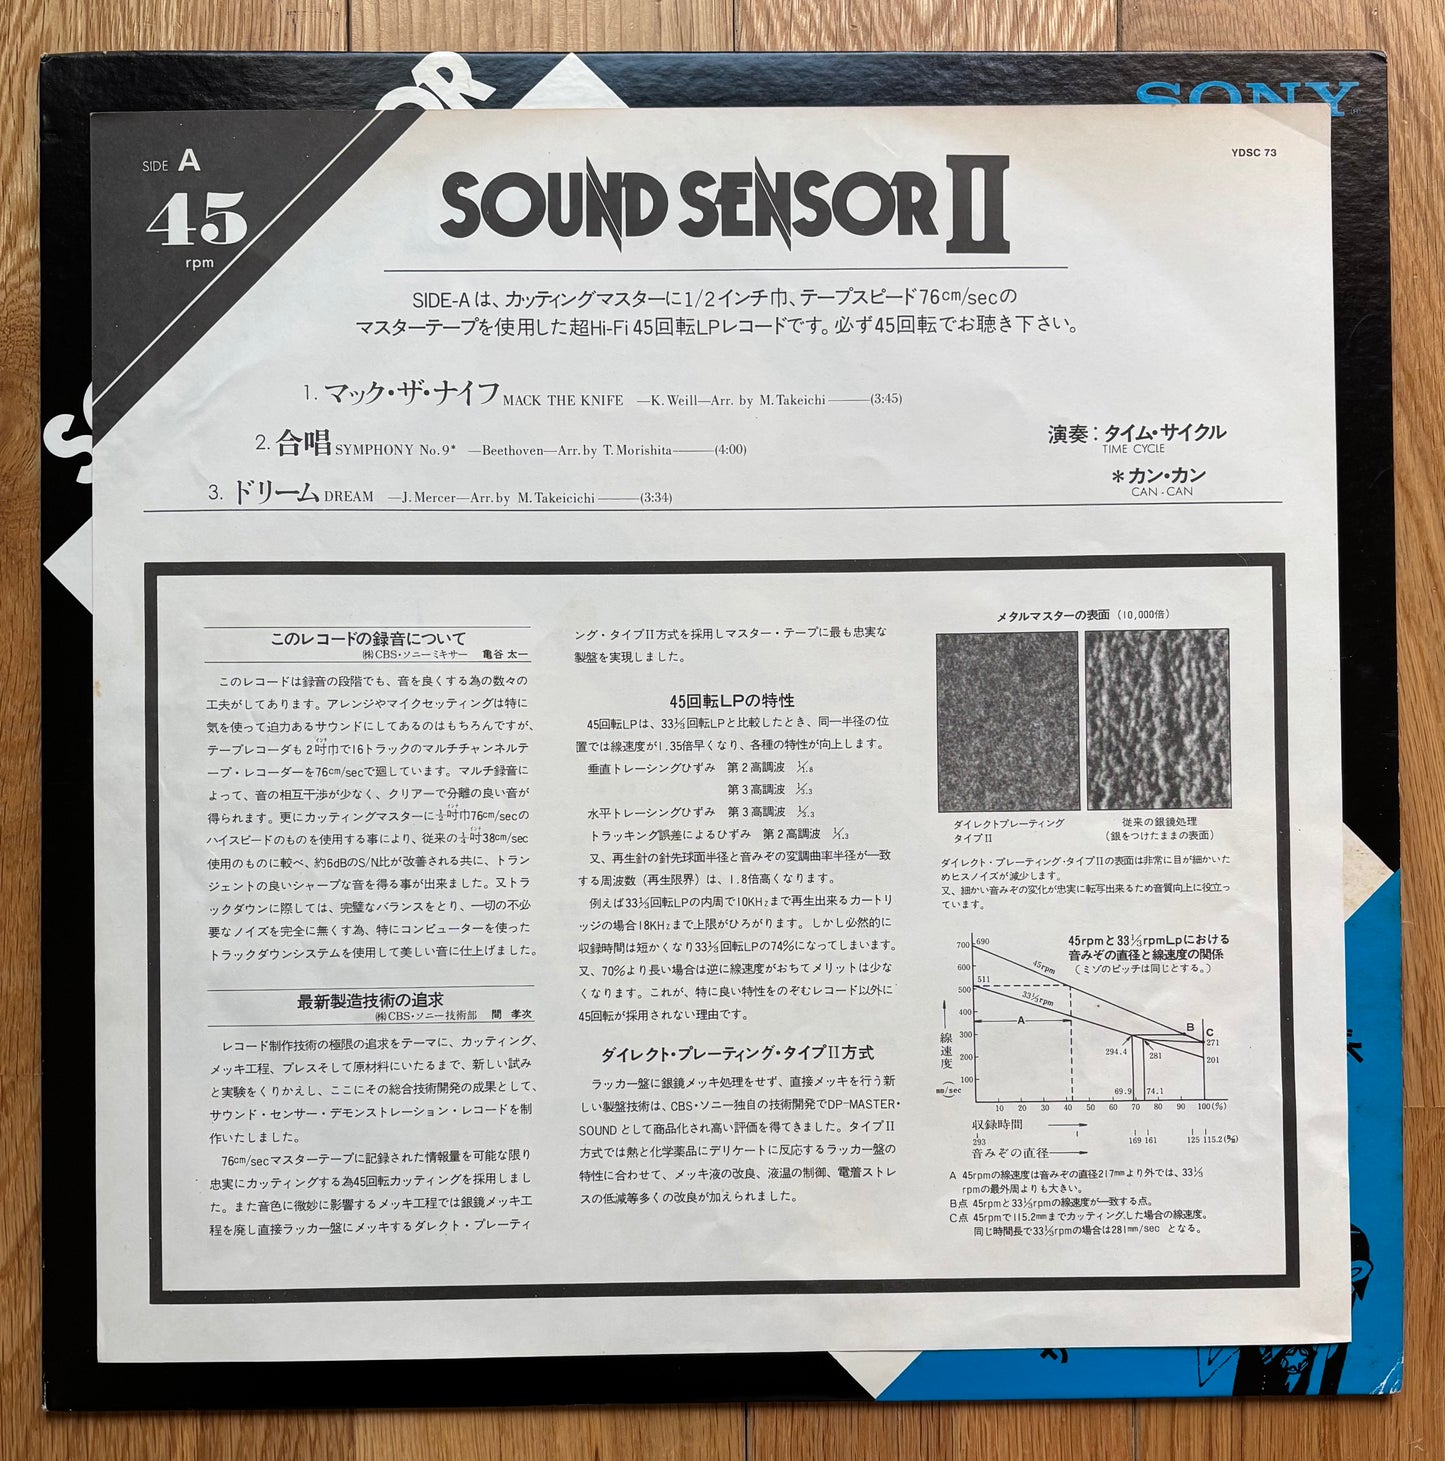 SONY
SIDE A
45
rpm
YDSC 73
SOUND SENSOR II
SIDE-Aは、カッティングマスターに1/2インチ巾、テープスピード76cm/secの
マスターテープを使用した超Hi-Fi 45回転LPレコードです。必ず45回転でお聴き下さい。
1. マック・ザ・ナイフ MACK THE KNIFE —K. Weill—Arr. by M. Takeichi———(3:45)
2. 合唱 SYMPHONY No. 9* —Beethoven—Arr. by T. Morishita———(4:00)
3. ドリーム DREAM —J. Mercer—Arr. by M. Takeicichi———(3:34)
演奏：タイム・サイクル
TIME CYCLE
＊カン・カン
CAN・CAN
このレコードの録音について
㈱CBS・ソニーミキサー 亀谷 太一
このレコードは録音の段階でも、音を良くする為の数々の
工夫がしてあります。アレンジやマイクセッティングは特に
気を使って迫力あるサウンドにしてあるのはもちろんですが、
テープレコーダも2吋巾で16トラックのマルチチャンネルテ
ープ・レコーダーを76cm/secで廻しています。マルチ録音に
よって、音の相互干渉が少なく、クリアーで分離の良い音が
得られます。更にカッティングマスターに½吋巾76cm/secの
ハイスピードのものを使用する事により、従来の¼吋38cm/sec
使用のものに較べ、約6dBのS/N比が改善される共に、トラン
ジェントの良いシャープな音を得る事が出来ました。又トラ
ックダウンに際しては、完璧なバランスをとり、一切の不必
要なノイズを完全に無くす為、特にコンピューターを使った
トラックダウンシステムを使用して美しい音に仕上げました。
最新製造技術の追求
㈱CBS・ソニー技術部 間 孝次
レコード制作技術の極限の追求をテーマに、カッティング、
メッキ工程、プレスそして原材料にいたるまで、新しい試み
と実験をくりかえし、ここにその総合技術開発の成果として、
サウンド・センサー・デモンストレーション・レコードを制
作いたしました。
76cm/secマスターテープに記録された情報量を可能な限り
忠実にカッティングする為45回転カッティングを採用しまし
た。また音色に微妙に影響するメッキ工程では銀鏡メッキ工
程を廃し直接ラッカー盤にメッキするダレクト・プレーティ
ング・タイプII方式を採用しマスター・テープに最も忠実な
製盤を実現しました。
45回転LPの特性
45回転LPは、33⅓回転LPと比較したとき、同一半径の位
置では線速度が1.35倍早くなり、各種の特性が向上します。
垂直トレーシングひずみ 第2高調波 1/1.8
第3高調波 1/3.3
水平トレーシングひずみ 第3高調波 1/3.3
トラッキング誤差によるひずみ 第2高調波 1/1.3
又、再生針の針先球面半径と音みぞの変調曲率半径が一致
する周波数（再生限界）は、1.8倍高くなります。
例えば33⅓回転LPの内周で10KHzまで再生出来るカートリ
ッジの場合18KHzまで上限がひろがります。しかし必然的に
収録時間は短かくなり33⅓回転LPの74%になってしまいます。
又、70%より長い場合は逆に線速度がおちてメリットは少な
くなります。これが、特に良い特性をのぞむレコード以外に
45回転が採用されない理由です。
ダイレクト・プレーティング・タイプII方式
ラッカー盤に銀鏡メッキ処理をせず、直接メッキを行う新
しい製盤技術は、CBS・ソニー独自の技術開発でDP-MASTER・
SOUNDとして商品化され高い評価を得てきました。タイプII
方式では熱と化学薬品にデリケートに反応するラッカー盤の
特性に合わせて、メッキ液の改良、液温の制御、電着ストレ
スの低減等多くの改良が加えられました。
メタルマスターの表面（10,000倍）
ダイレクトプレーティング
タイプII
従来の銀鏡処理
（銀をつけたままの表面）
ダイレクト・プレーティング・タイプIIの表面は非常に目が細かいた
めヒスノイズが減少します。
又、細かい音みぞの変化が忠実に転写出来るため音質向上に役立っ
ています。
45rpmと33⅓rpmLpにおける
音みぞの直径と線速度の関係
（ミゾのピッチは同じとする。）
700 690
600
511
500
400
300
200
100
45rpm
33⅓rpm
A
B
C
271
201
294.4
281
69.9
74.1
線速度
(mm/sec)
10 20 30 40 50 60 70 80 90 100(%)
収録時間
293 169 161 125 115.2(%)
音みぞの直径
A 45rpmの線速度は音みぞの直径217mmより外では、33⅓
rpmの最外周よりも大きい。
B点 45rpmと33⅓rpmの線速度が一致する点。
C点 45rpmで115.2mmまでカッティングした場合の線速度。
同じ時間長で33⅓rpmの場合は281mm/sec となる。